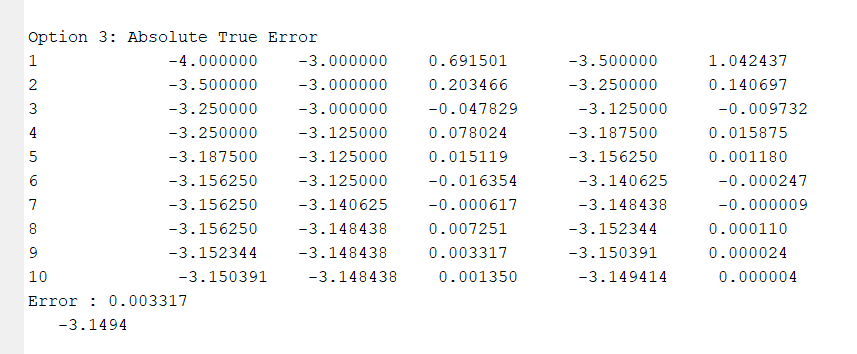 Option 3: Absolute True Error
1 -4.000000 -3.000000 0.691501 -3.500000 1.042437
2 -3.500000 -3.000000 0.203466 -3.250000 0.140697
3 -3.250000 -3.000000 -0.047829 -3.125000 -0.009732
4 -3.250000 -3.125000 0.078024 -3.187500 0.015875
5 -3.187500 -3.125000 0.015119 -3.156250 0.001180
6 -3.156250 -3.125000 -0.016354 -3.140625 -0.000247
7 -3.156250 -3.140625 -0.000617 -3.148438 -0.000009
8 -3.156250 -3.148438 0.007251 -3.152344 0.000110
9 -3.152344 -3.148438 0.003317 -3.150391 0.000024
10 -3.150391 -3.148438 0.001350 -3.149414 0.000004
Error : 0.003317
-3.1494